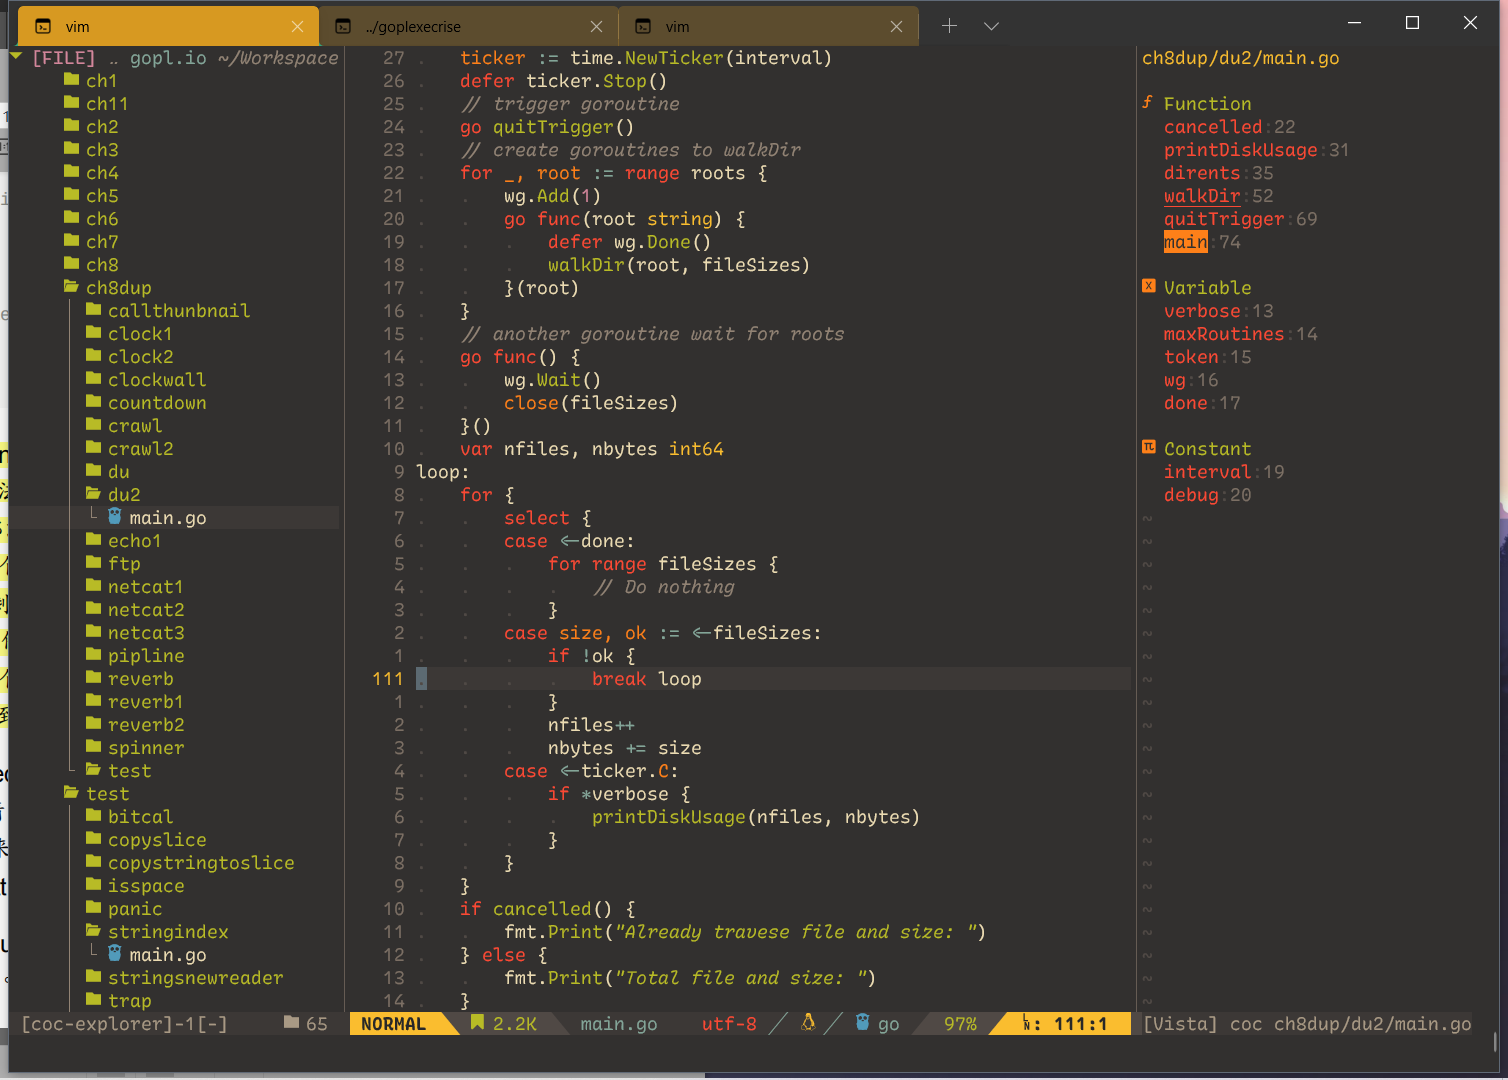 vim
../goplexecrise
vim
[FILE] .. gopl.io ~/Workspace
ch1
ch11
ch2
ch3
ch4
ch5
ch6
ch7
ch8
ch8dup
callthunbnail
clock1
clock2
clockwall
countdown
crawl
crawl2
du
du2
main.go
echo1
ftp
netcat1
netcat2
netcat3
pipline
reverb
reverb1
reverb2
spinner
test
test
bitcal
copyslice
copystringtoslice
isspace
panic
stringindex
main.go
stringsnewreader
trap
[coc-explorer]-1[-] 65
27 ticker := time.NewTicker(interval)
26 defer ticker.Stop()
25 // trigger goroutine
24 go quitTrigger()
23 // create goroutines to walkDir
22 for _, root := range roots {
21 wg.Add(1)
20 go func(root string) {
19 defer wg.Done()
18 walkDir(root, fileSizes)
17 }(root)
16 }
15 // another goroutine wait for roots
14 go func() {
13 wg.Wait()
12 close(fileSizes)
11 }()
10 var nfiles, nbytes int64
9 loop:
8 for {
7 select {
6 case <-done:
5 for range fileSizes {
4 // Do nothing
3 }
2 case size, ok := <-fileSizes:
1 if !ok {
111 break loop
1 }
2 nfiles++
3 nbytes += size
4 case <-ticker.C:
5 if *verbose {
6 printDiskUsage(nfiles, nbytes)
7 }
8 }
9 }
10 if cancelled() {
11 fmt.Print("Already travese file and size: ")
12 } else {
13 fmt.Print("Total file and size: ")
14 }
NORMAL 2.2K main.go utf-8 go 97% : 111:1
ch8dup/du2/main.go
Function
cancelled:22
printDiskUsage:31
dirents:35
walkDir:52
quitTrigger:69
main:74
Variable
verbose:13
maxRoutines:14
token:15
wg:16
done:17
Constant
interval:19
debug:20
[Vista] coc ch8dup/du2/main.go